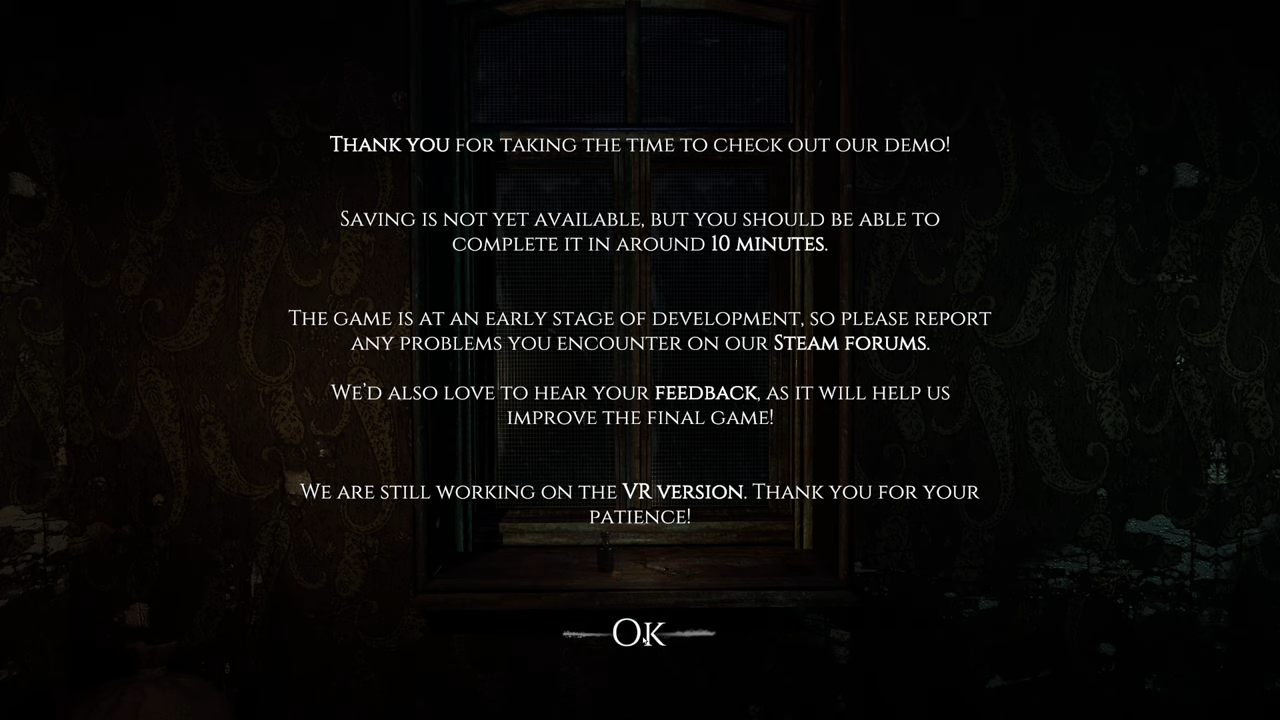 Thank you for taking the time to check out our demo!
Saving is not yet available, but you should be able to
complete it in around 10 minutes.
The game is at an early stage of development, so please report
any problems you encounter on our Steam forums.
We'd also love to hear your feedback, as it will help us
improve the final game!
We are still working on the VR version. Thank you for your
patience!
Ok